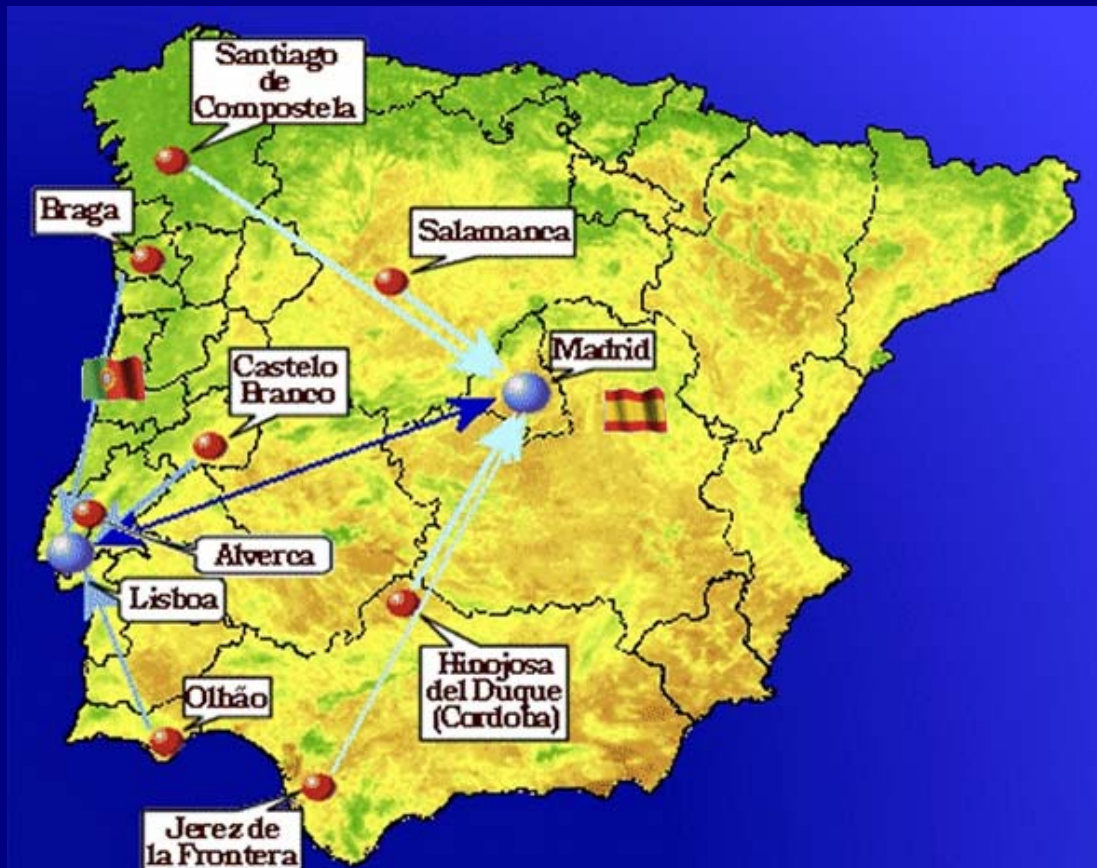 Santiago
de
Compostela
Braga
Salamanca
Madrid
Castelo
Branco
Alverca
Lisboa
Hinojosa
del Duque
(Cordoba)
Olhão
Jerez de
la Frontera